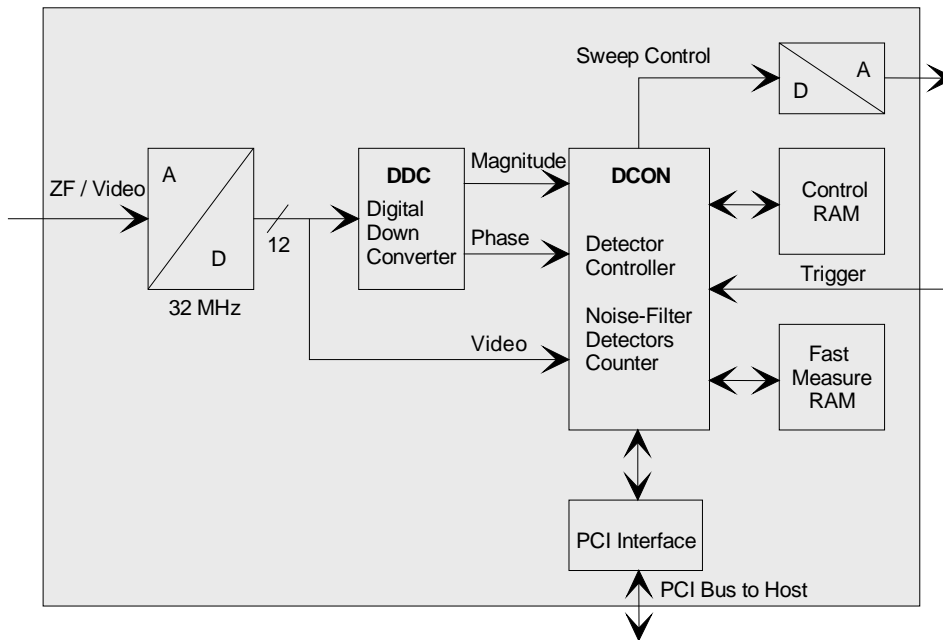 Sweep Control
D
A
ZF / Video
A
D
32 MHz
12
DDC
Digital
Down
Converter
Magnitude
Phase
Video
DCON
Detector
Controller
Noise-Filter
Detectors
Counter
Control
RAM
Trigger
Fast
Measure
RAM
PCI Interface
PCI Bus to Host